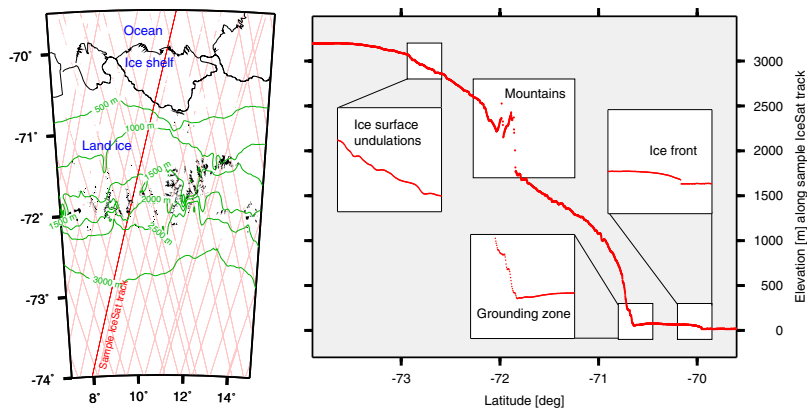 Ocean
Ice shelf
500 m
1000 m
Land ice
500 m
2000 m
1500 m
2500 m
3000 m
Sample IceSat track
-70°
-71°
-72°
-73°
-74°
8° 10° 12° 14°
Mountains
Ice surface
undulations
Ice front
Grounding zone
3500
3000
2500
2000
1500
1000
500
0
Elevation [m] along sample IceSat track
-73 -72 -71 -70
Latitude [deg]